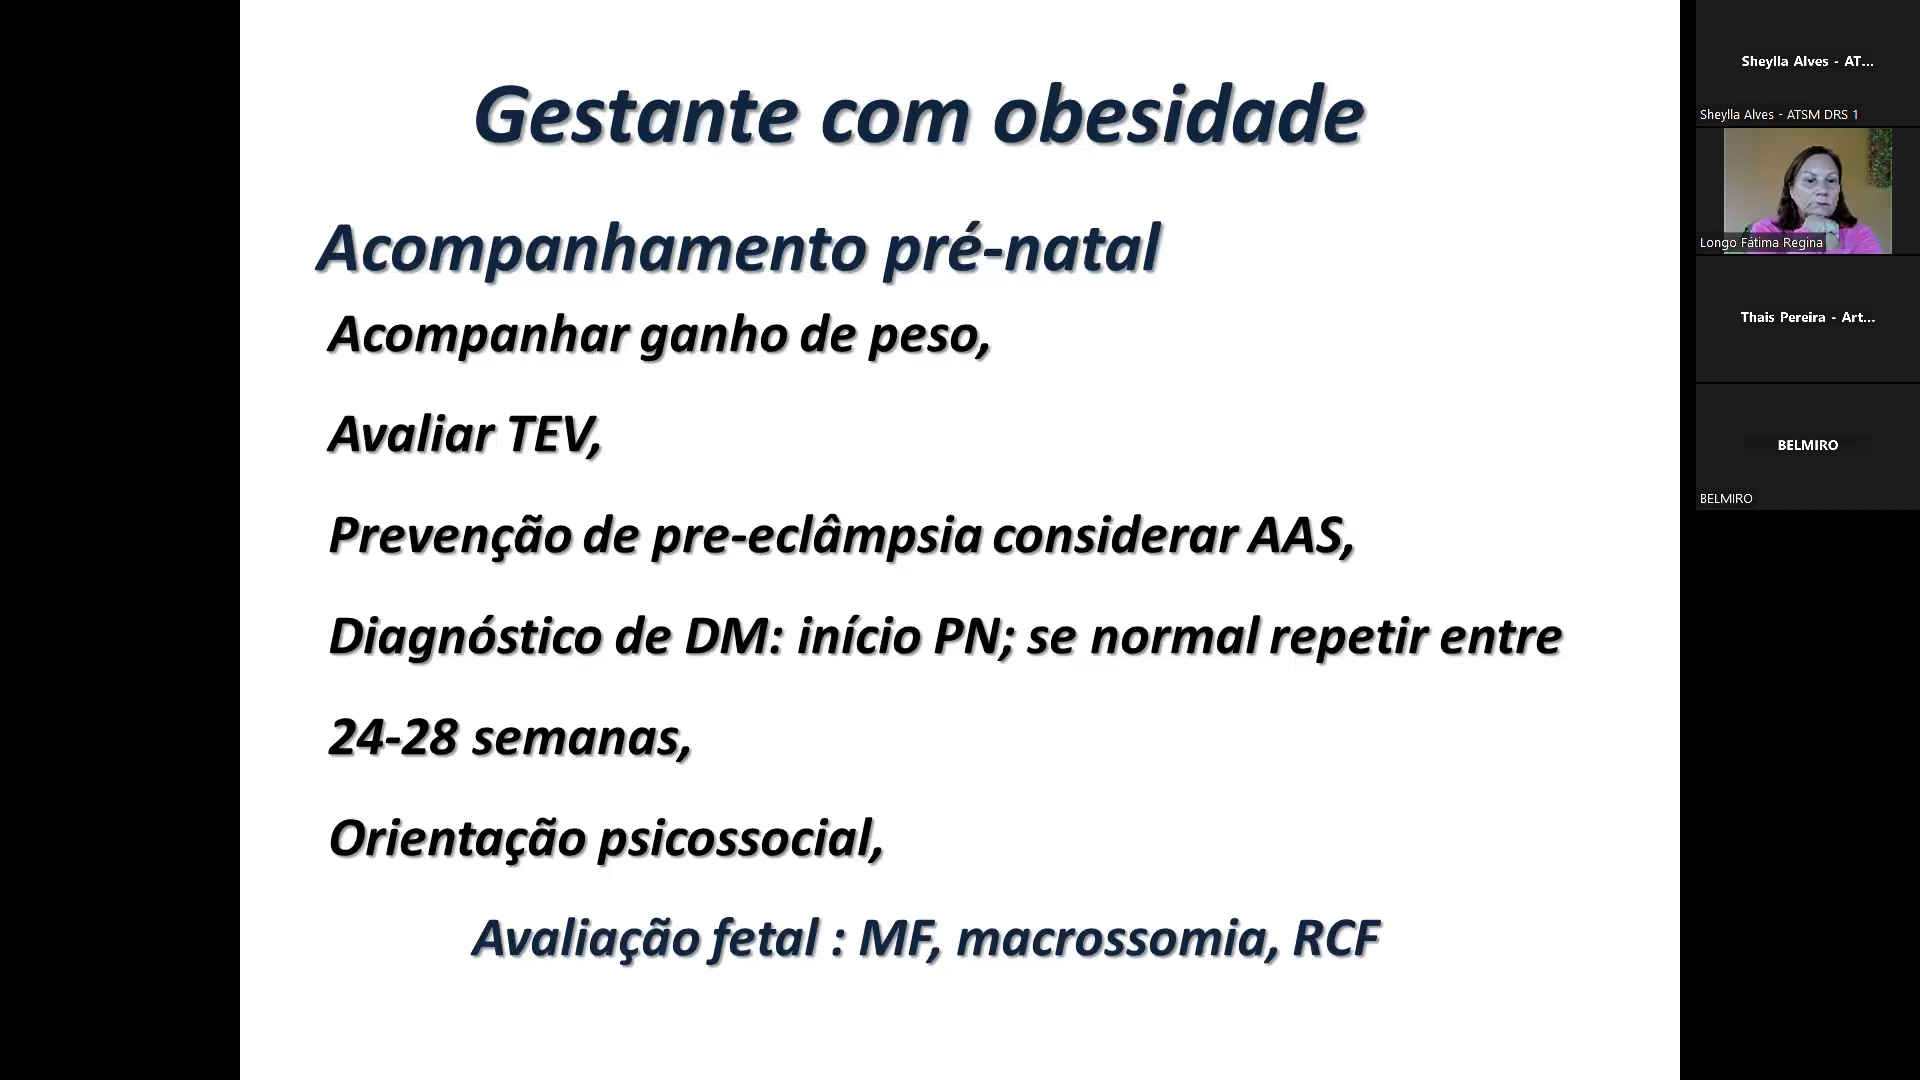 Gestante com obesidade
Acompanhamento pré-natal
Acompanhar ganho de peso,
Avaliar TEV,
Prevenção de pre-eclâmpsia considerar AAS,
Diagnóstico de DM: início PN; se normal repetir entre
24-28 semanas,
Orientação psicossocial,
Avaliação fetal : MF, macrossomia, RCF
Sheylla Alves - AT...
Sheylla Alves - ATSM DRS 1
Longo Fátima Regina
Thais Pereira - Art...
BELMIRO
BELMIRO